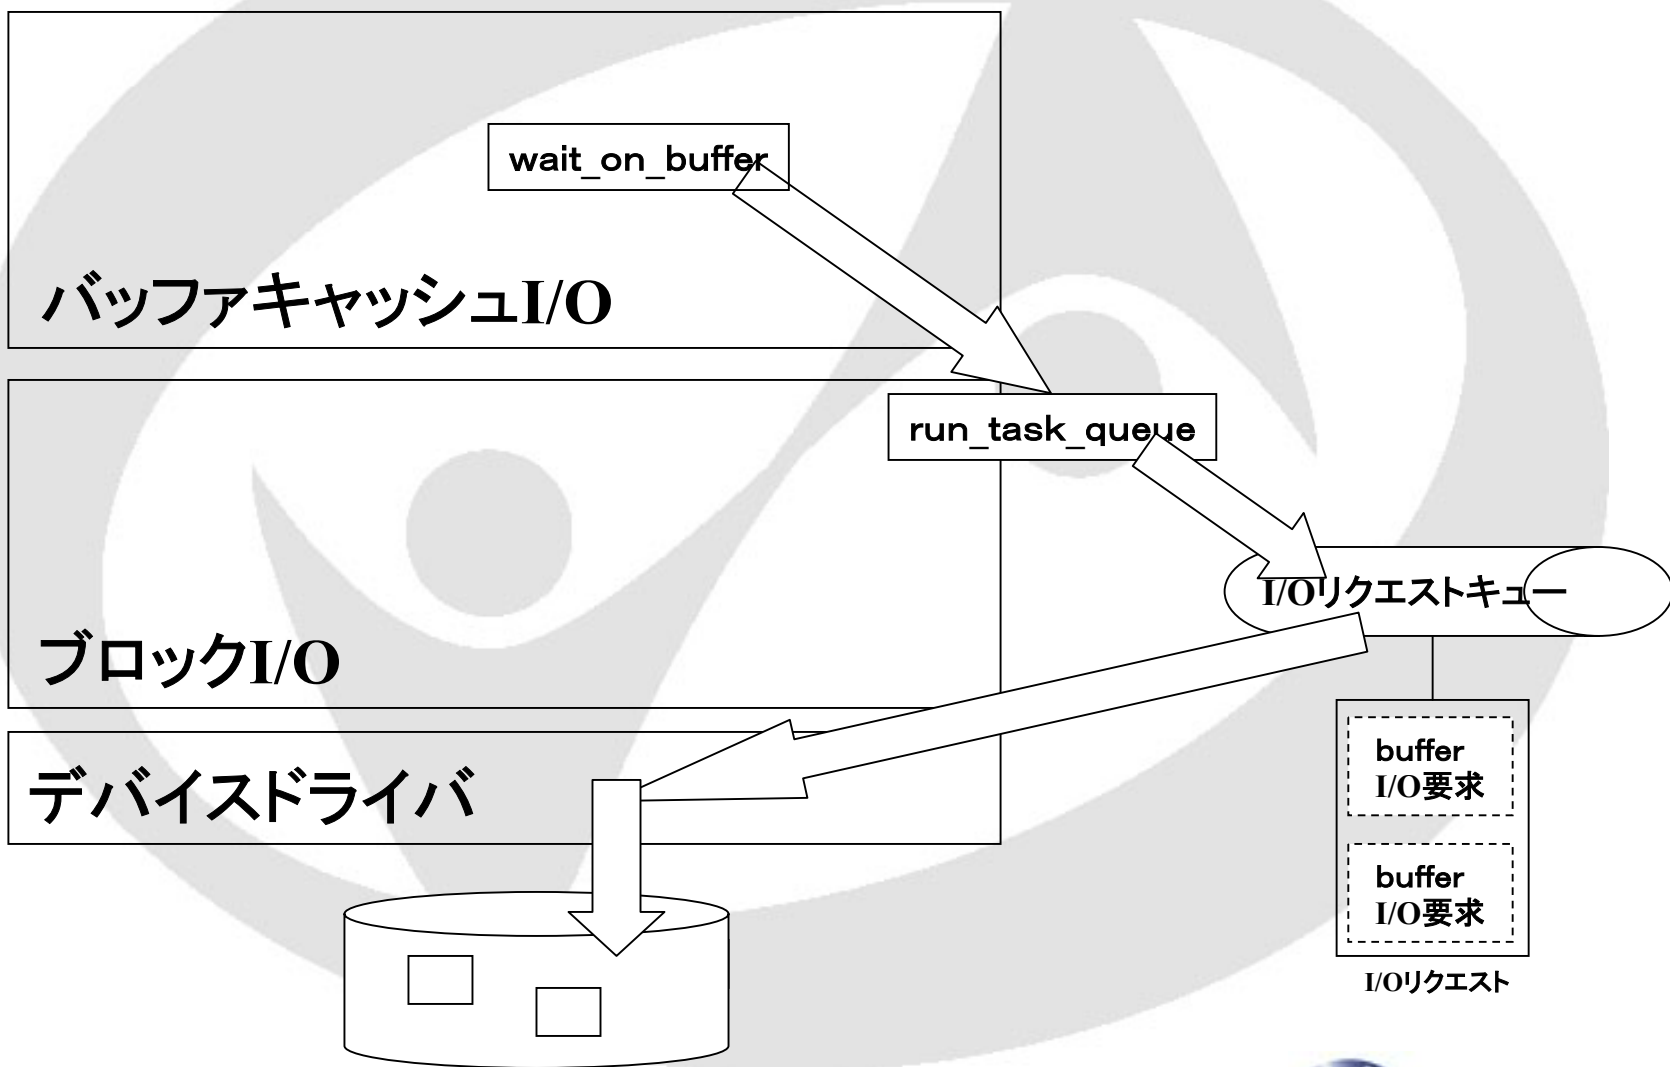 wait_on_buffer
バッファキャッシュI/O
run_task_queue
I/Oリクエストキュー
ブロックI/O
buffer
I/O要求
デバイスドライバ
buffer
I/O要求
I/Oリクエスト